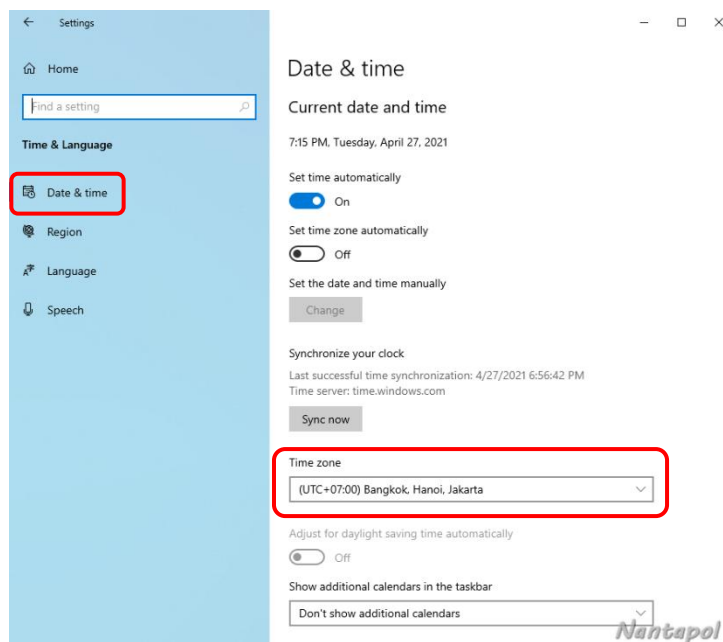 Settings
Home
Find a setting
Time & Language
Date & time
Region
Language
Speech
Date & time
Current date and time
7:15 PM, Tuesday, April 27, 2021
Set time automatically
On
Set time zone automatically
Off
Set the date and time manually
Change
Synchronize your clock
Last successful time synchronization: 4/27/2021 6:56:42 PM
Time server: time.windows.com
Sync now
Time zone
(UTC+07:00) Bangkok, Hanoi, Jakarta
Adjust for daylight saving time automatically
Off
Show additional calendars in the taskbar
Don't show additional calendars
Nantapol